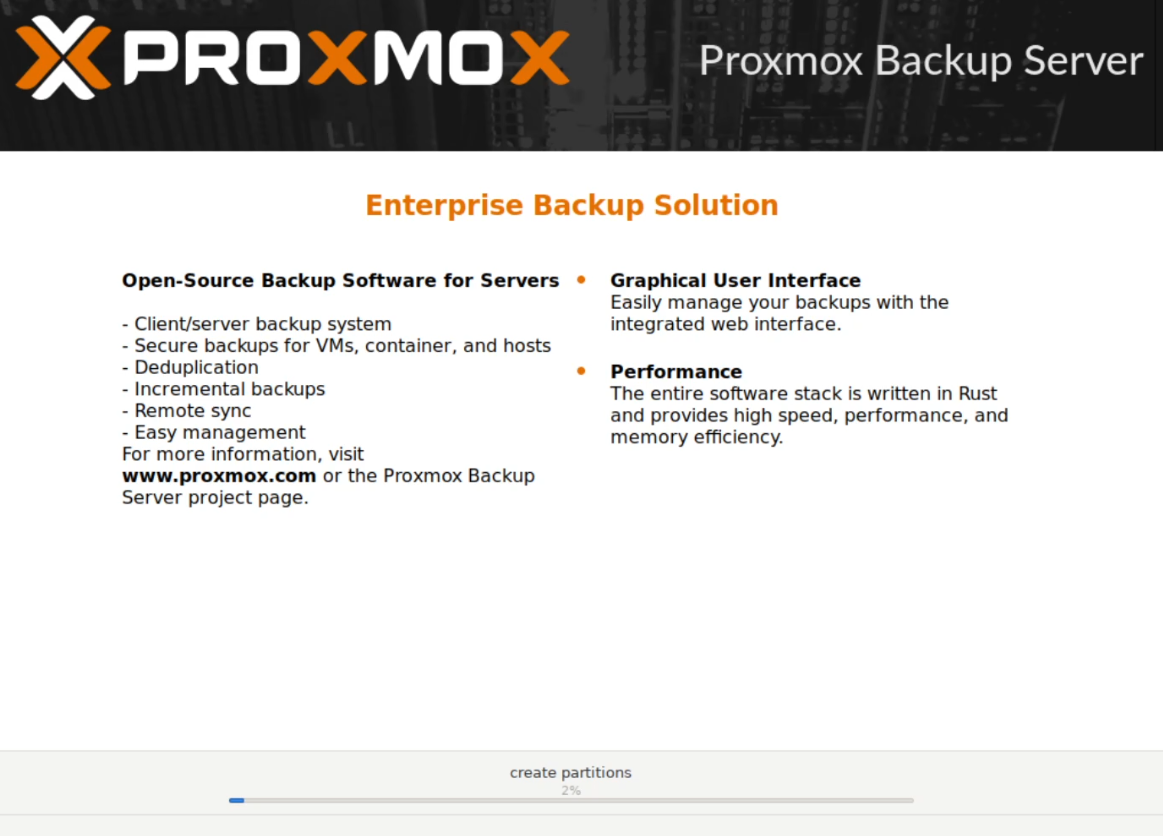 PROXMOX
Proxmox Backup Server
Enterprise Backup Solution
Open-Source Backup Software for Servers
- Client/server backup system
- Secure backups for VMs, container, and hosts
- Deduplication
- Incremental backups
- Remote sync
- Easy management
For more information, visit
www.proxmox.com or the Proxmox Backup
Server project page.
• Graphical User Interface
Easily manage your backups with the
integrated web interface.
• Performance
The entire software stack is written in Rust
and provides high speed, performance, and
memory efficiency.
create partitions
2%